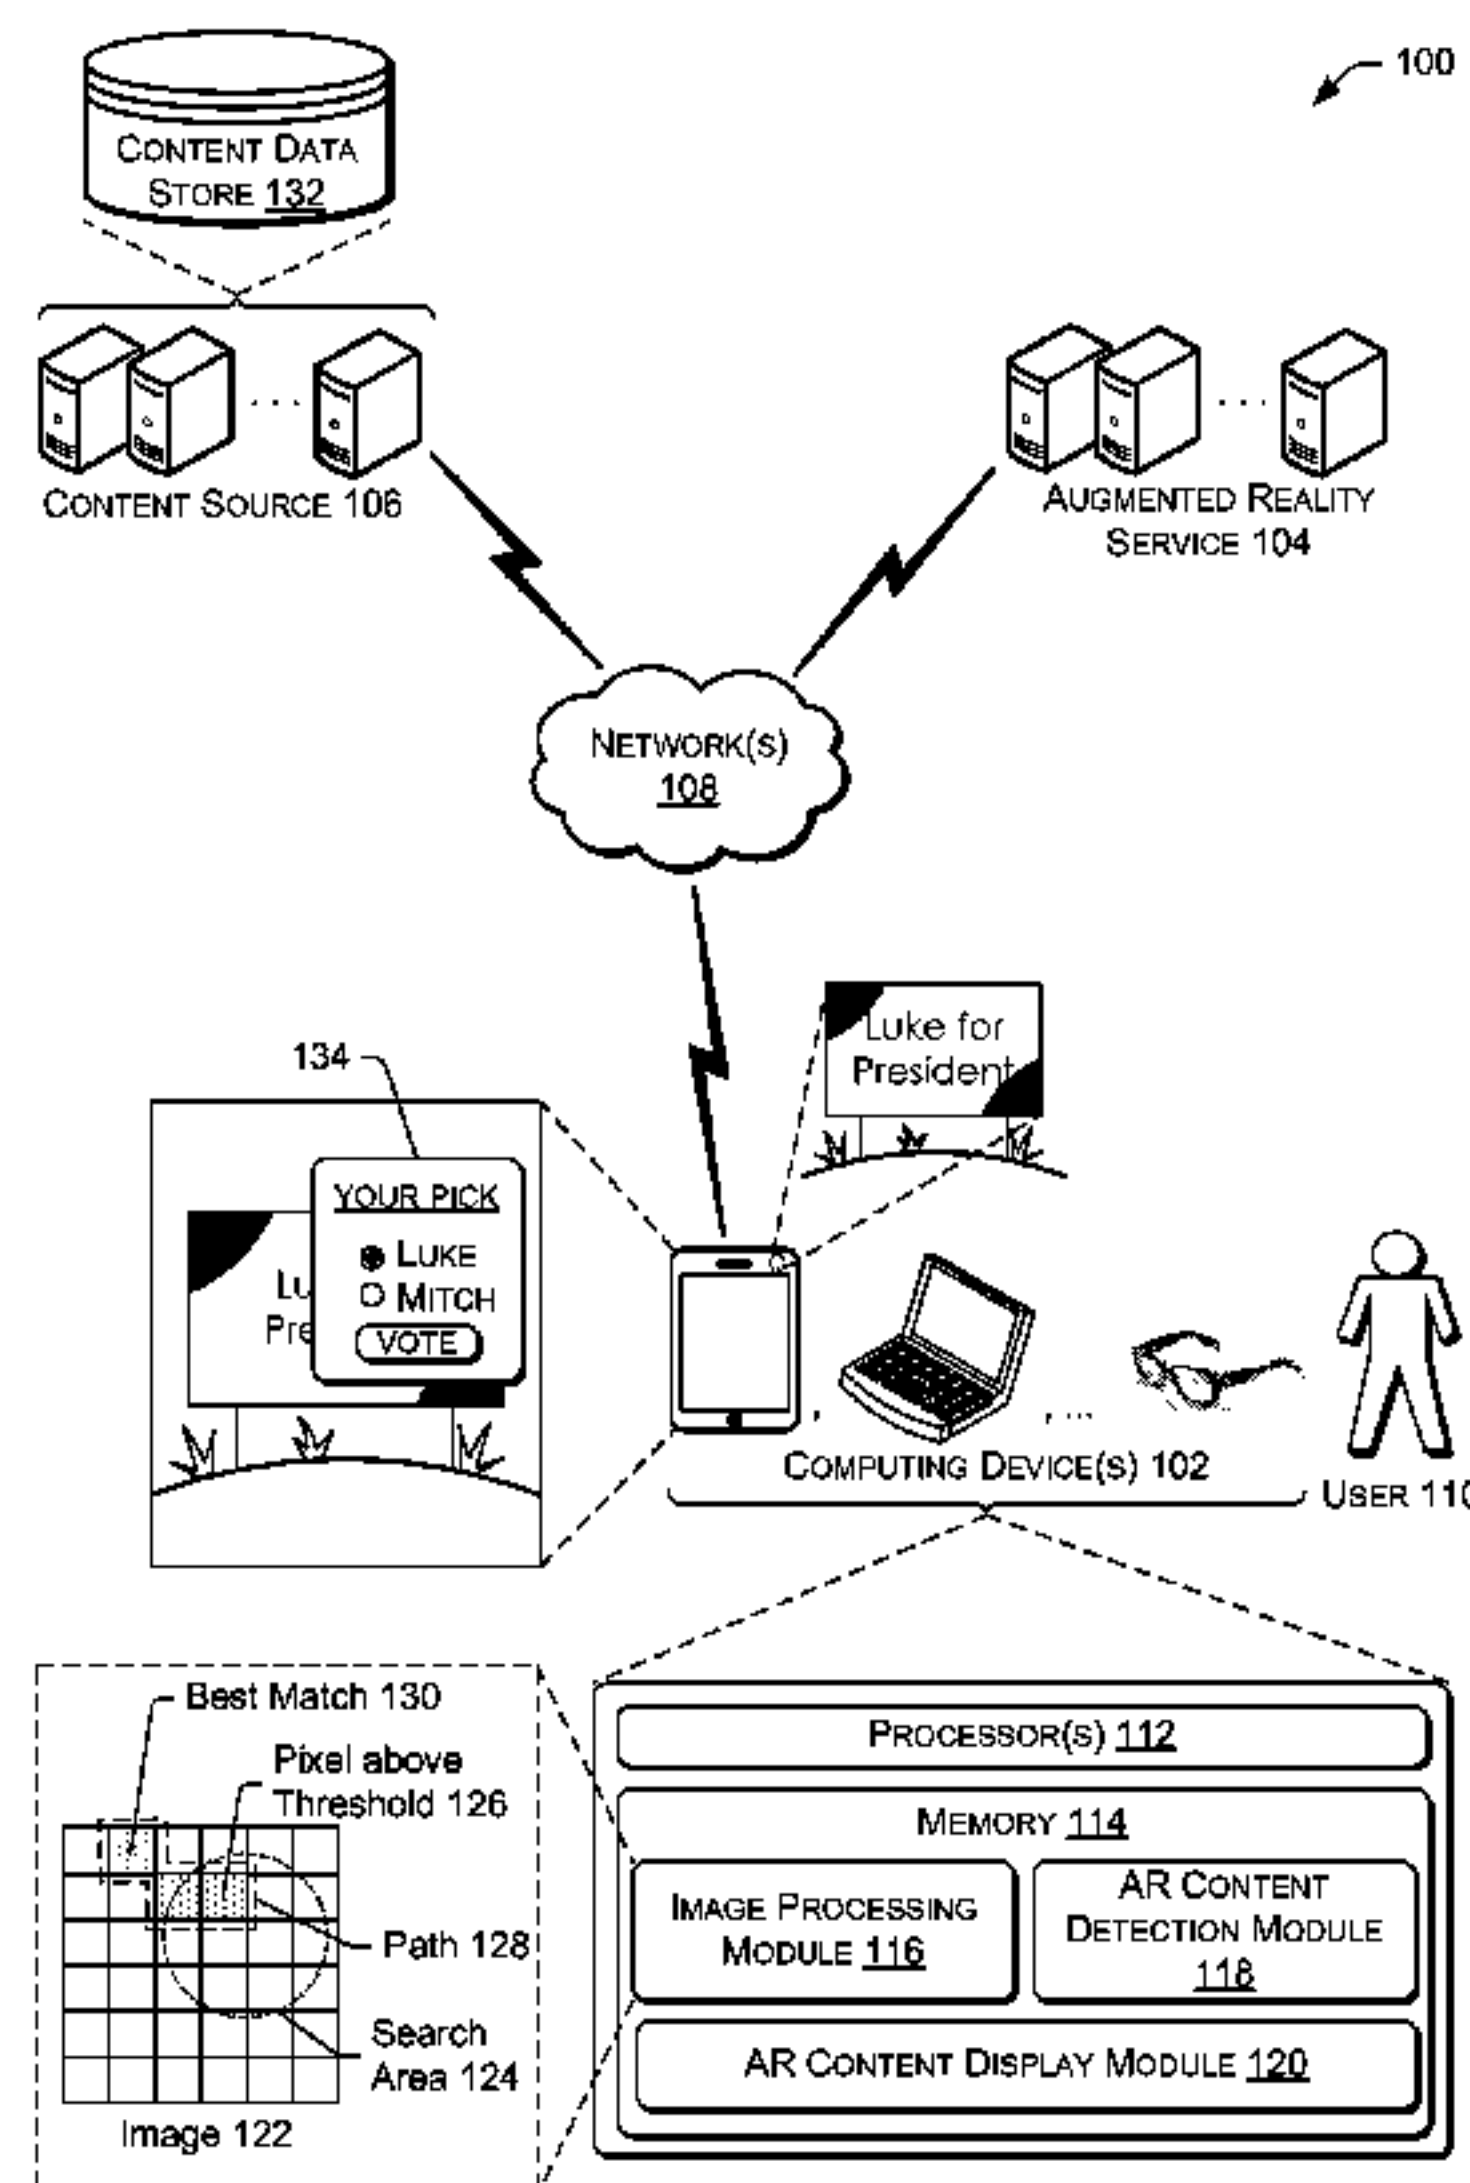 100
CONTENT DATA
STORE 132
CONTENT SOURCE 106
AUGMENTED REALITY
SERVICE 104
NETWORK(S)
108
Luke for
President
134
YOUR PICK
LUKE
MITCH
VOTE
Lu
Pre
COMPUTING DEVICE(S) 102
USER 110
Best Match 130
Pixel above
Threshold 126
Path 128
Search
Area 124
Image 122
PROCESSOR(S) 112
MEMORY 114
IMAGE PROCESSING
MODULE 116
AR CONTENT
DETECTION MODULE
118
AR CONTENT DISPLAY MODULE 120